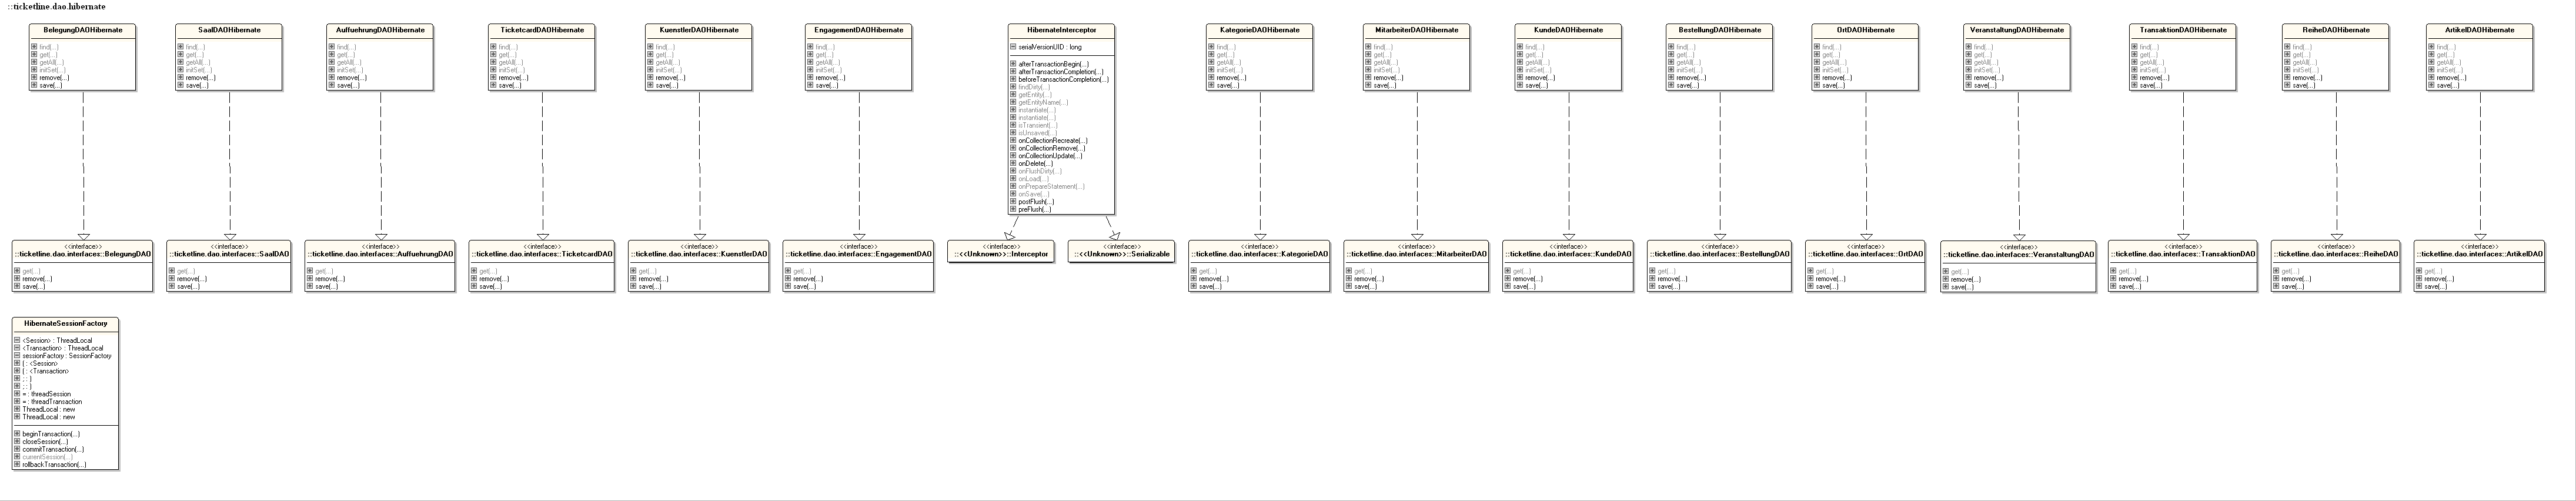 ::ticketline.dao.hibernate
BelegungDAOHibernate
find(...)
get(...)
getAll(...)
initSet(...)
remove(...)
save(...)
SaalDAOHibernate
find(...)
get(...)
getAll(...)
initSet(...)
remove(...)
save(...)
AuffuehrungDAOHibernate
find(...)
get(...)
getAll(...)
initSet(...)
remove(...)
save(...)
TicketcardDAOHibernate
find(...)
get(...)
getAll(...)
initSet(...)
remove(...)
save(...)
KuenstlerDAOHibernate
find(...)
get(...)
getAll(...)
initSet(...)
remove(...)
save(...)
EngagementDAOHibernate
find(...)
get(...)
getAll(...)
initSet(...)
remove(...)
save(...)
HibernateInterceptor
serialVersionUID : long
afterTransactionBegin(...)
afterTransactionCompletion(...)
beforeTransactionCompletion(...)
findDirty(...)
getEntity(...)
getEntityName(...)
instantiate(...)
instantiate(...)
isTransient(...)
isUnsaved(...)
onCollectionRecreate(...)
onCollectionRemove(...)
onCollectionUpdate(...)
onDelete(...)
onFlushDirty(...)
onLoad(...)
onPrepareStatement(...)
onSave(...)
postFlush(...)
preFlush(...)
KategorieDAOHibernate
find(...)
get(...)
getAll(...)
initSet(...)
remove(...)
save(...)
MitarbeiterDAOHibernate
find(...)
get(...)
getAll(...)
initSet(...)
remove(...)
save(...)
KundeDAOHibernate
find(...)
get(...)
getAll(...)
initSet(...)
remove(...)
save(...)
BestellungDAOHibernate
find(...)
get(...)
getAll(...)
initSet(...)
remove(...)
save(...)
OrtDAOHibernate
find(...)
get(...)
getAll(...)
initSet(...)
remove(...)
save(...)
VeranstaltungDAOHibernate
find(...)
get(...)
getAll(...)
initSet(...)
remove(...)
save(...)
TransaktionDAOHibernate
find(...)
get(...)
getAll(...)
initSet(...)
remove(...)
save(...)
ReiheDAOHibernate
find(...)
get(...)
getAll(...)
initSet(...)
remove(...)
save(...)
ArtikelDAOHibernate
find(...)
get(...)
getAll(...)
initSet(...)
remove(...)
save(...)
<<interface>>
::ticketline.dao.interfaces::BelegungDAO
get(...)
remove(...)
save(...)
<<interface>>
::ticketline.dao.interfaces::SaalDAO
get(...)
remove(...)
save(...)
<<interface>>
::ticketline.dao.interfaces::AuffuehrungDAO
get(...)
remove(...)
save(...)
<<interface>>
::ticketline.dao.interfaces::TicketcardDAO
get(...)
remove(...)
save(...)
<<interface>>
::ticketline.dao.interfaces::KuenstlerDAO
get(...)
remove(...)
save(...)
<<interface>>
::ticketline.dao.interfaces::EngagementDAO
get(...)
remove(...)
save(...)
<<interface>>
::<<Unknown>>::Interceptor
<<interface>>
::<<Unknown>>::Serializable
<<interface>>
::ticketline.dao.interfaces::KategorieDAO
get(...)
remove(...)
save(...)
<<interface>>
::ticketline.dao.interfaces::MitarbeiterDAO
get(...)
remove(...)
save(...)
<<interface>>
::ticketline.dao.interfaces::KundeDAO
get(...)
remove(...)
save(...)
<<interface>>
::ticketline.dao.interfaces::BestellungDAO
get(...)
remove(...)
save(...)
<<interface>>
::ticketline.dao.interfaces::OrtDAO
get(...)
remove(...)
save(...)
<<interface>>
::ticketline.dao.interfaces::VeranstaltungDAO
get(...)
remove(...)
save(...)
<<interface>>
::ticketline.dao.interfaces::TransaktionDAO
get(...)
remove(...)
save(...)
<<interface>>
::ticketline.dao.interfaces::ReiheDAO
get(...)
remove(...)
save(...)
<<interface>>
::ticketline.dao.interfaces::ArtikelDAO
get(...)
remove(...)
save(...)
HibernateSessionFactory
<Session> : ThreadLocal
<Transaction> : ThreadLocal
sessionFactory : SessionFactory
( : <Session>
( : <Transaction>
; : )
; : )
= : threadSession
= : threadTransaction
ThreadLocal : new
ThreadLocal : new
beginTransaction(...)
closeSession(...)
commitTransaction(...)
currentSession(...)
rollbackTransaction(...)